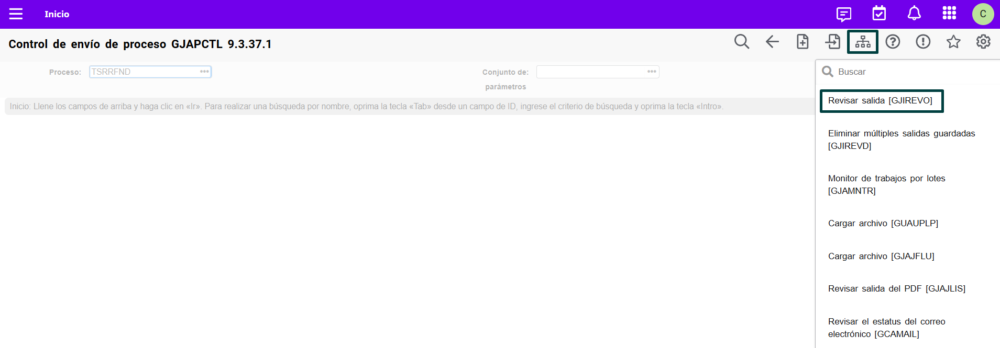 Inicio
C
Control de envío de proceso GJAPCTL 9.3.37.1
Proceso: TSRRFND
Conjunto de:
parámetros
Inicio: Llene los campos de arriba y haga clic en «Ir». Para realizar una búsqueda por nombre, oprima la tecla «Tab» desde un campo de ID, ingrese el criterio de búsqueda y oprima la tecla «Intro».
Buscar
Revisar salida [GJIREVO]
Eliminar múltiples salidas guardadas
[GJIREVD]
Monitor de trabajos por lotes
[GJAMNTR]
Cargar archivo [GUAUPLP]
Cargar archivo [GJAJFLU]
Revisar salida del PDF [GJAJLIS]
Revisar el estatus del correo
electrónico [GCAMAIL]